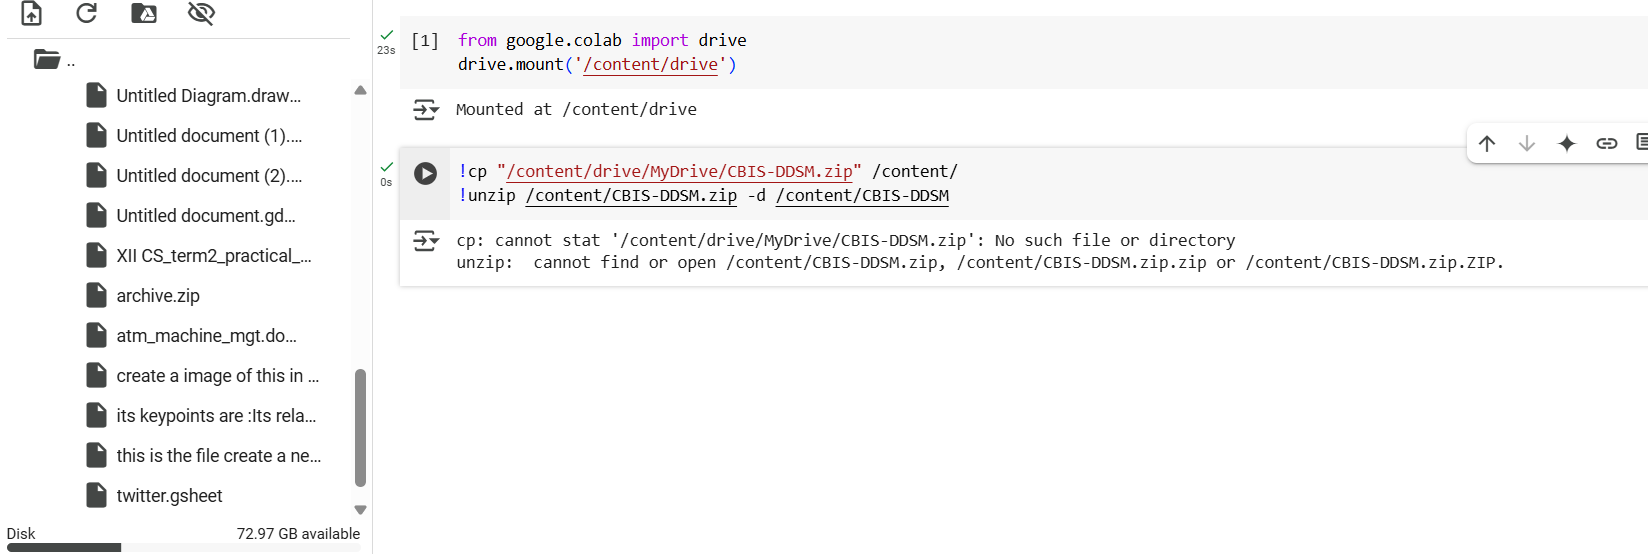 ..
Untitled Diagram.draw...
Untitled document (1)....
Untitled document (2)....
Untitled document.gd...
XII CS_term2_practical_...
archive.zip
atm_machine_mgt.do...
create a image of this in ...
its keypoints are :Its rela...
this is the file create a ne...
twitter.gsheet
Disk 72.97 GB available
23s
[1] from google.colab import drive
drive.mount('/content/drive')
Mounted at /content/drive
0s
!cp "/content/drive/MyDrive/CBIS-DDSM.zip" /content/
!unzip /content/CBIS-DDSM.zip -d /content/CBIS-DDSM
cp: cannot stat '/content/drive/MyDrive/CBIS-DDSM.zip': No such file or directory
unzip:  cannot find or open /content/CBIS-DDSM.zip, /content/CBIS-DDSM.zip.zip or /content/CBIS-DDSM.zip.ZIP.